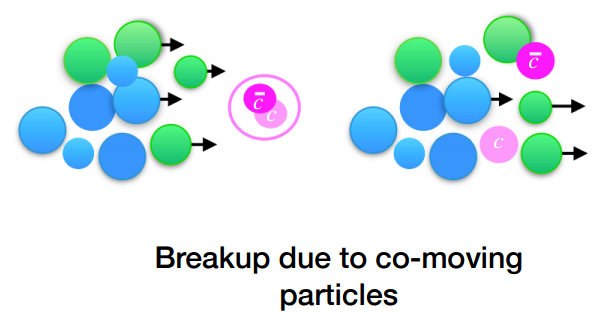 c̄
c
c̄
c
Breakup due to co-moving
particles